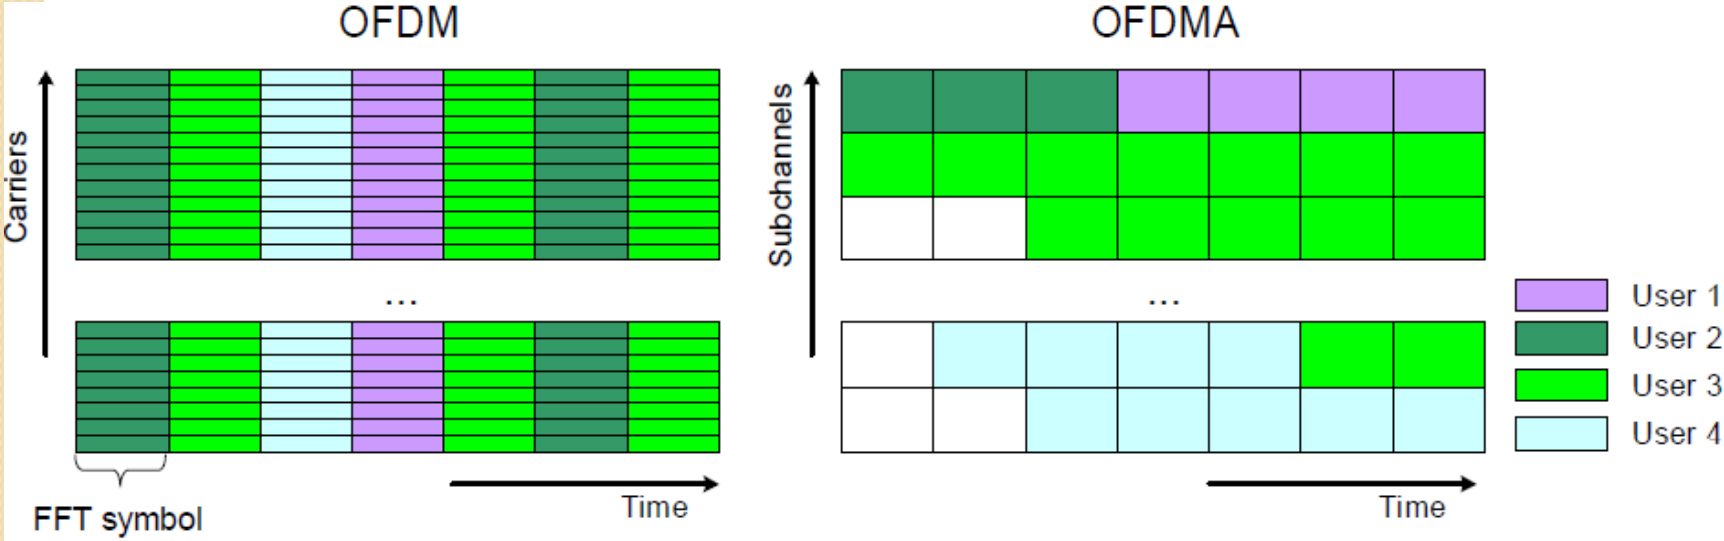 OFDM
OFDMA
Carriers
Subchannels
...
...
User 1
User 2
User 3
User 4
Time
Time
FFT symbol